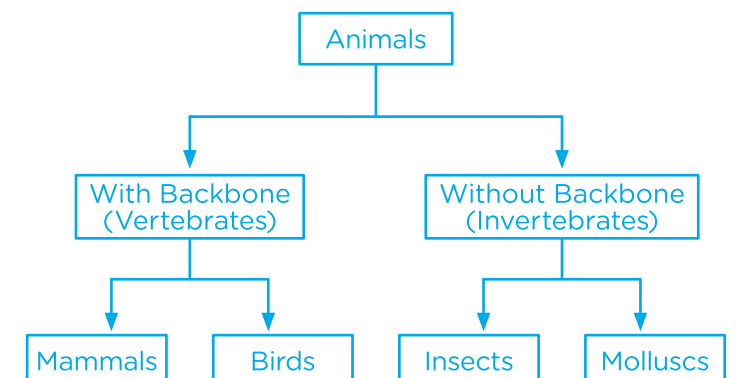 Animals
With Backbone
(Vertebrates)
Without Backbone
(Invertebrates)
Mammals
Birds
Insects
Molluscs